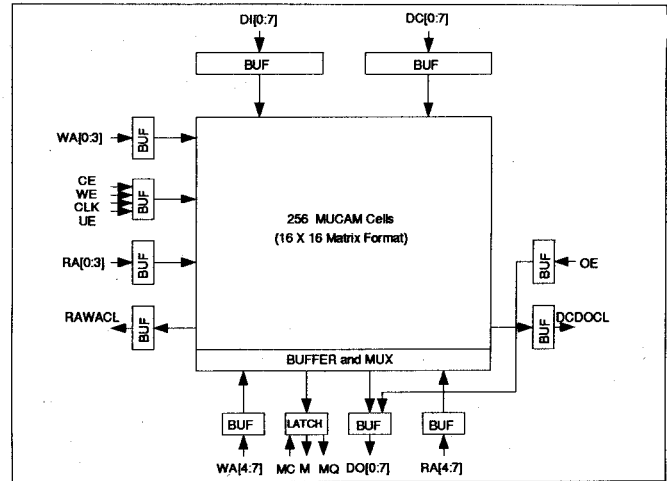 DI[0:7] DC[0:7]
BUF BUF
WA[0:3] BUF
CE
WE
CLK
UE
BUF
256 MUCAM Cells
(16 X 16 Matrix Format)
RA[0:3] BUF
BUF OE
RAWACL BUF
BUF DCDOCL
BUFFER and MUX
BUF LATCH BUF BUF
WA[4:7] MC M MQ DO[0:7] RA[4:7]